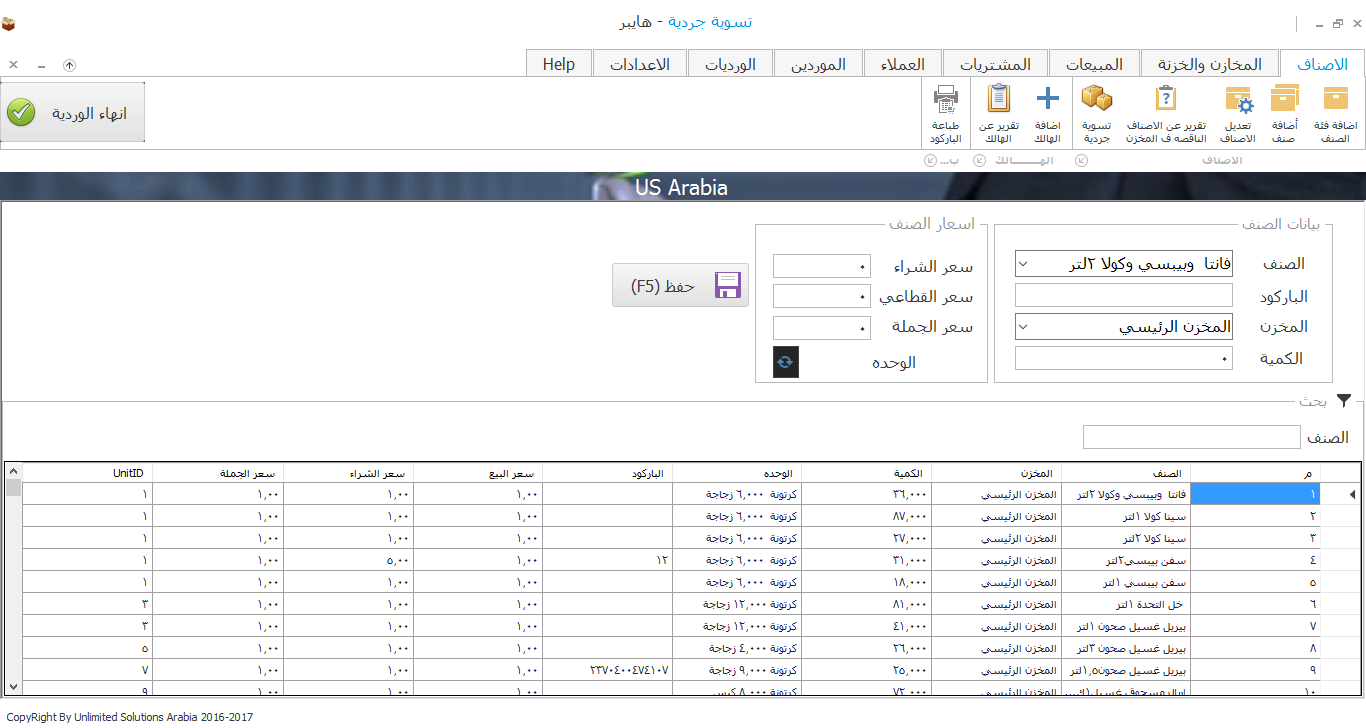 تسوية جردية - هايبر
الاصناف المخازن والخزنة المبيعات المشتريات العملاء الموردين الورديات الاعدادات Help
اضافة فئة الصنف
أضافة صنف
تعديل الاصناف
تقرير عن الاصناف الناقصه ف المخزن
تسوية جردية
اضافة الهالك
تقرير عن الهالك
طباعة الباركود
انهاء الوردية
الاصناف الهـــــالك ب...
US Arabia
بيانات الصنف
الصنف فانتا وبيبسي وكولا ٢لتر
الباركود
المخزن المخزن الرئيسي
الكمية ٠
اسعار الصنف
سعر الشراء ٠
سعر القطاعي ٠
سعر الجملة ٠
الوحده
حفظ (F5)
بحث
الصنف
م الصنف المخزن الكمية الوحده الباركود سعر البيع سعر الشراء سعر الجملة UnitID
١ فانتا وبيبسي وكولا ٢لتر المخزن الرئيسي ٣٦,٠٠٠ كرتونة ٦,٠٠٠ زجاجة ١,٠٠ ١,٠٠ ١,٠٠ ١
٢ سينا كولا ١لتر المخزن الرئيسي ٨٧,٠٠٠ كرتونة ٦,٠٠٠ زجاجة ١,٠٠ ١,٠٠ ١,٠٠ ١
٣ سينا كولا ٢لتر المخزن الرئيسي ٢٧,٠٠٠ كرتونة ٦,٠٠٠ زجاجة ١,٠٠ ١,٠٠ ١,٠٠ ١
٤ سفن بيبسي٢لتر المخزن الرئيسي ٣١,٠٠٠ كرتونة ٦,٠٠٠ زجاجة ١٢ ١,٠٠ ٥,٠٠ ١,٠٠ ١
٥ سفن بيبسي ١لتر المخزن الرئيسي ١٨,٠٠٠ كرتونة ٦,٠٠٠ زجاجة ١,٠٠ ١,٠٠ ١,٠٠ ١
٦ خل التحدة ١لتر المخزن الرئيسي ٨١,٠٠٠ كرتونة ١٢,٠٠٠ زجاجة ١,٠٠ ١,٠٠ ١,٠٠ ٣
٧ بيريل غسيل صحون ١لتر المخزن الرئيسي ٤١,٠٠٠ كرتونة ١٢,٠٠٠ زجاجة ١,٠٠ ١,٠٠ ١,٠٠ ٣
٨ بيريل غسيل صحون ٣لتر المخزن الرئيسي ٢٦,٠٠٠ كرتونة ٤,٠٠٠ زجاجة ١,٠٠ ١,٠٠ ١,٠٠ ٥
٩ بيريل غسيل صحون١,٥لتر المخزن الرئيسي ٢٥,٠٠٠ كرتونة ٩,٠٠٠ زجاجة ٢٣٧٠٤٠٠٤٧٤١٠٧ ١,٠٠ ١,٠٠ ١,٠٠ ٧
١٠ غسيل المخزن الرئيسي ٧٢,٠٠٠ كرتونة ٨,٠٠٠ كيس ١,٠٠ ١,٠٠ ١,٠٠ ٩
CopyRight By Unlimited Solutions Arabia 2016-2017